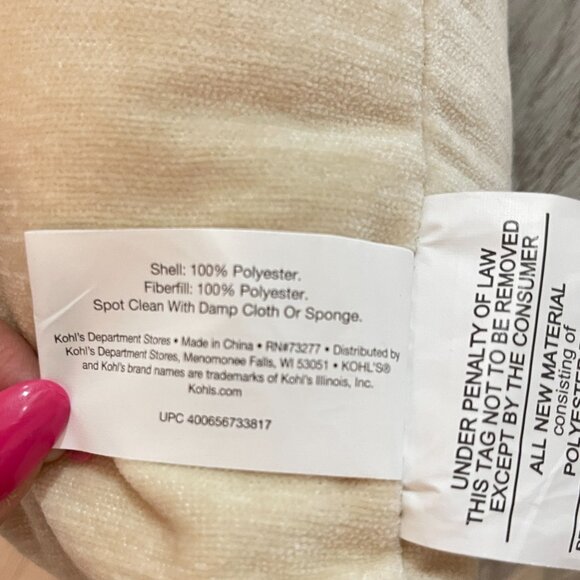 Shell: 100% Polyester.
Fiberfill: 100% Polyester.
Spot Clean With Damp Cloth Or Sponge.
Kohl's Department Stores • Made in China • RN#73277 • Distributed by
Kohl's Department Stores, Menomonee Falls, WI 53051 • KOHL'S®
and Kohl's brand names are trademarks of Kohl's Illinois, Inc.
Kohls.com
UPC 400656733817
UNDER PENALTY OF LAW
THIS TAG NOT TO BE REMOVED
EXCEPT BY THE CONSUMER
ALL NEW MATERIAL
consisting of